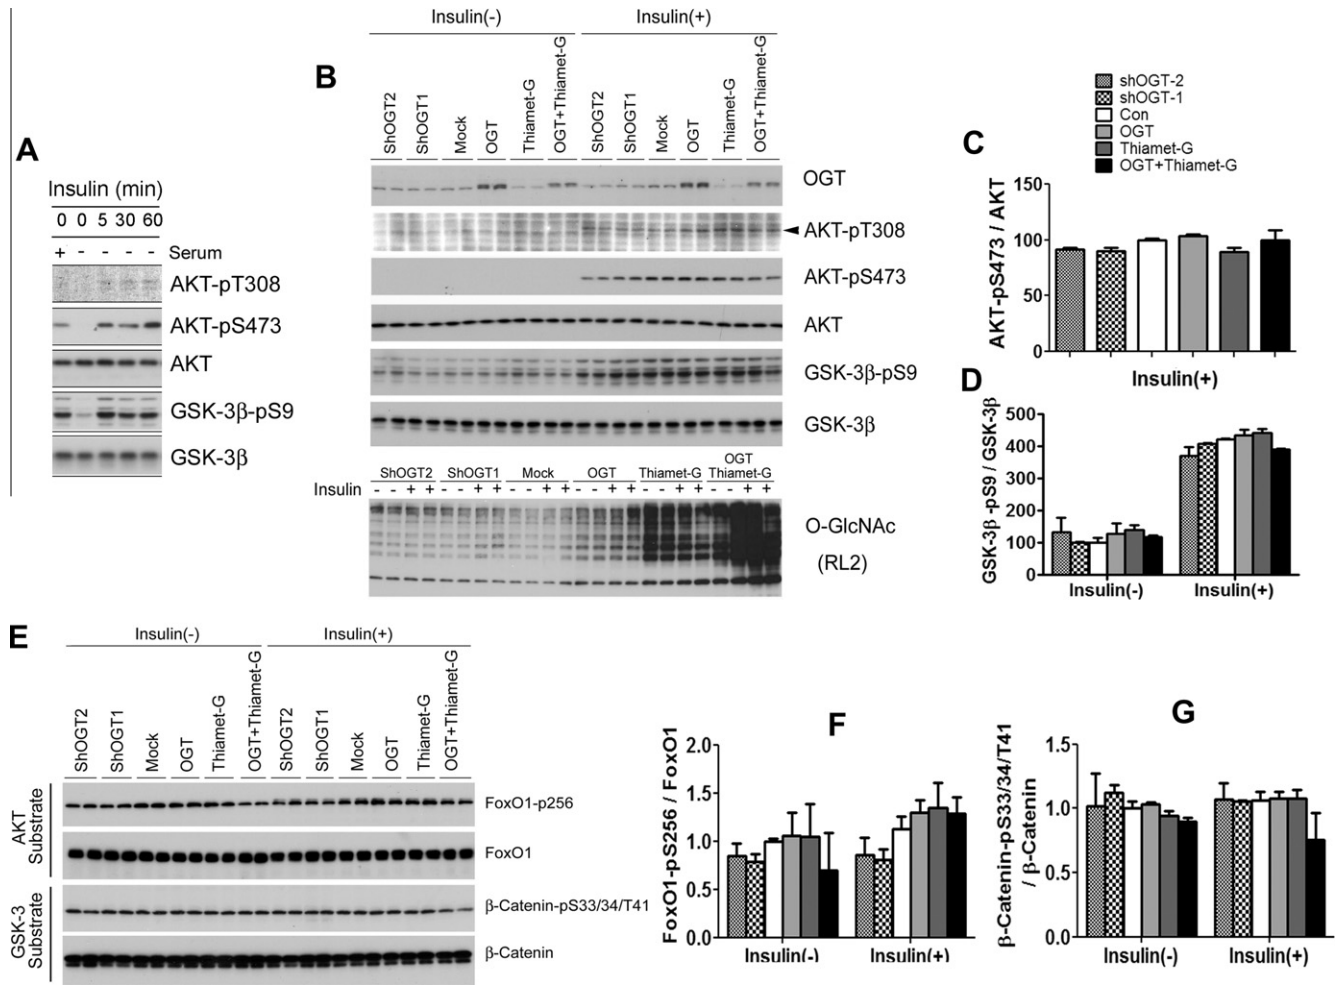 A
Insulin (min)
0 0 5 30 60
+ - - - - Serum
AKT-pT308
AKT-pS473
AKT
GSK-3β-pS9
GSK-3β
B
Insulin(-) Insulin(+)
ShOGT2 ShOGT1 Mock OGT Thiamet-G OGT+Thiamet-G ShOGT2 ShOGT1 Mock OGT Thiamet-G OGT+Thiamet-G
OGT
AKT-pT308
AKT-pS473
AKT
GSK-3β-pS9
GSK-3β
ShOGT2 ShOGT1 Mock OGT Thiamet-G OGT Thiamet-G
Insulin - - + + - - + + - - + + - - + + - - + + - - + +
O-GlcNAc
(RL2)
shOGT-2
shOGT-1
Con
OGT
Thiamet-G
OGT+Thiamet-G
C
AKT-pS473 / AKT
150
100
50
0
Insulin(+)
D
GSK-3β -pS9 / GSK-3β
500
400
300
200
100
0
Insulin(-) Insulin(+)
E
Insulin(-) Insulin(+)
ShOGT2 ShOGT1 Mock OGT Thiamet-G OGT+Thiamet-G ShOGT2 ShOGT1 Mock OGT Thiamet-G OGT+Thiamet-G
AKT
Substrate
FoxO1-p256
FoxO1
GSK-3
Substrate
β-Catenin-pS33/34/T41
β-Catenin
F
FoxO1-pS256 / FoxO1
2.0
1.5
1.0
0.5
0.0
Insulin(-) Insulin(+)
G
β-Catenin-pS33/34/T41
/ β-Catenin
1.5
1.0
0.5
0.0
Insulin(-) Insulin(+)